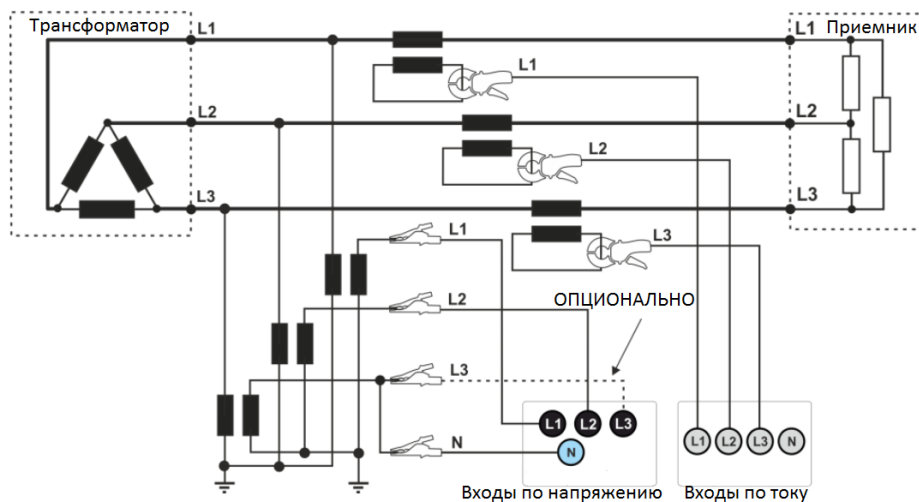 Трансформатор
L1
L1
Приемник
L1
L2
L2
L2
L3
L3
L1
L3
L2
ОПЦИОНАЛЬНО
L3
N
L1
L2
L3
N
L1
L2
L3
N
Входы по напряжению
Входы по току